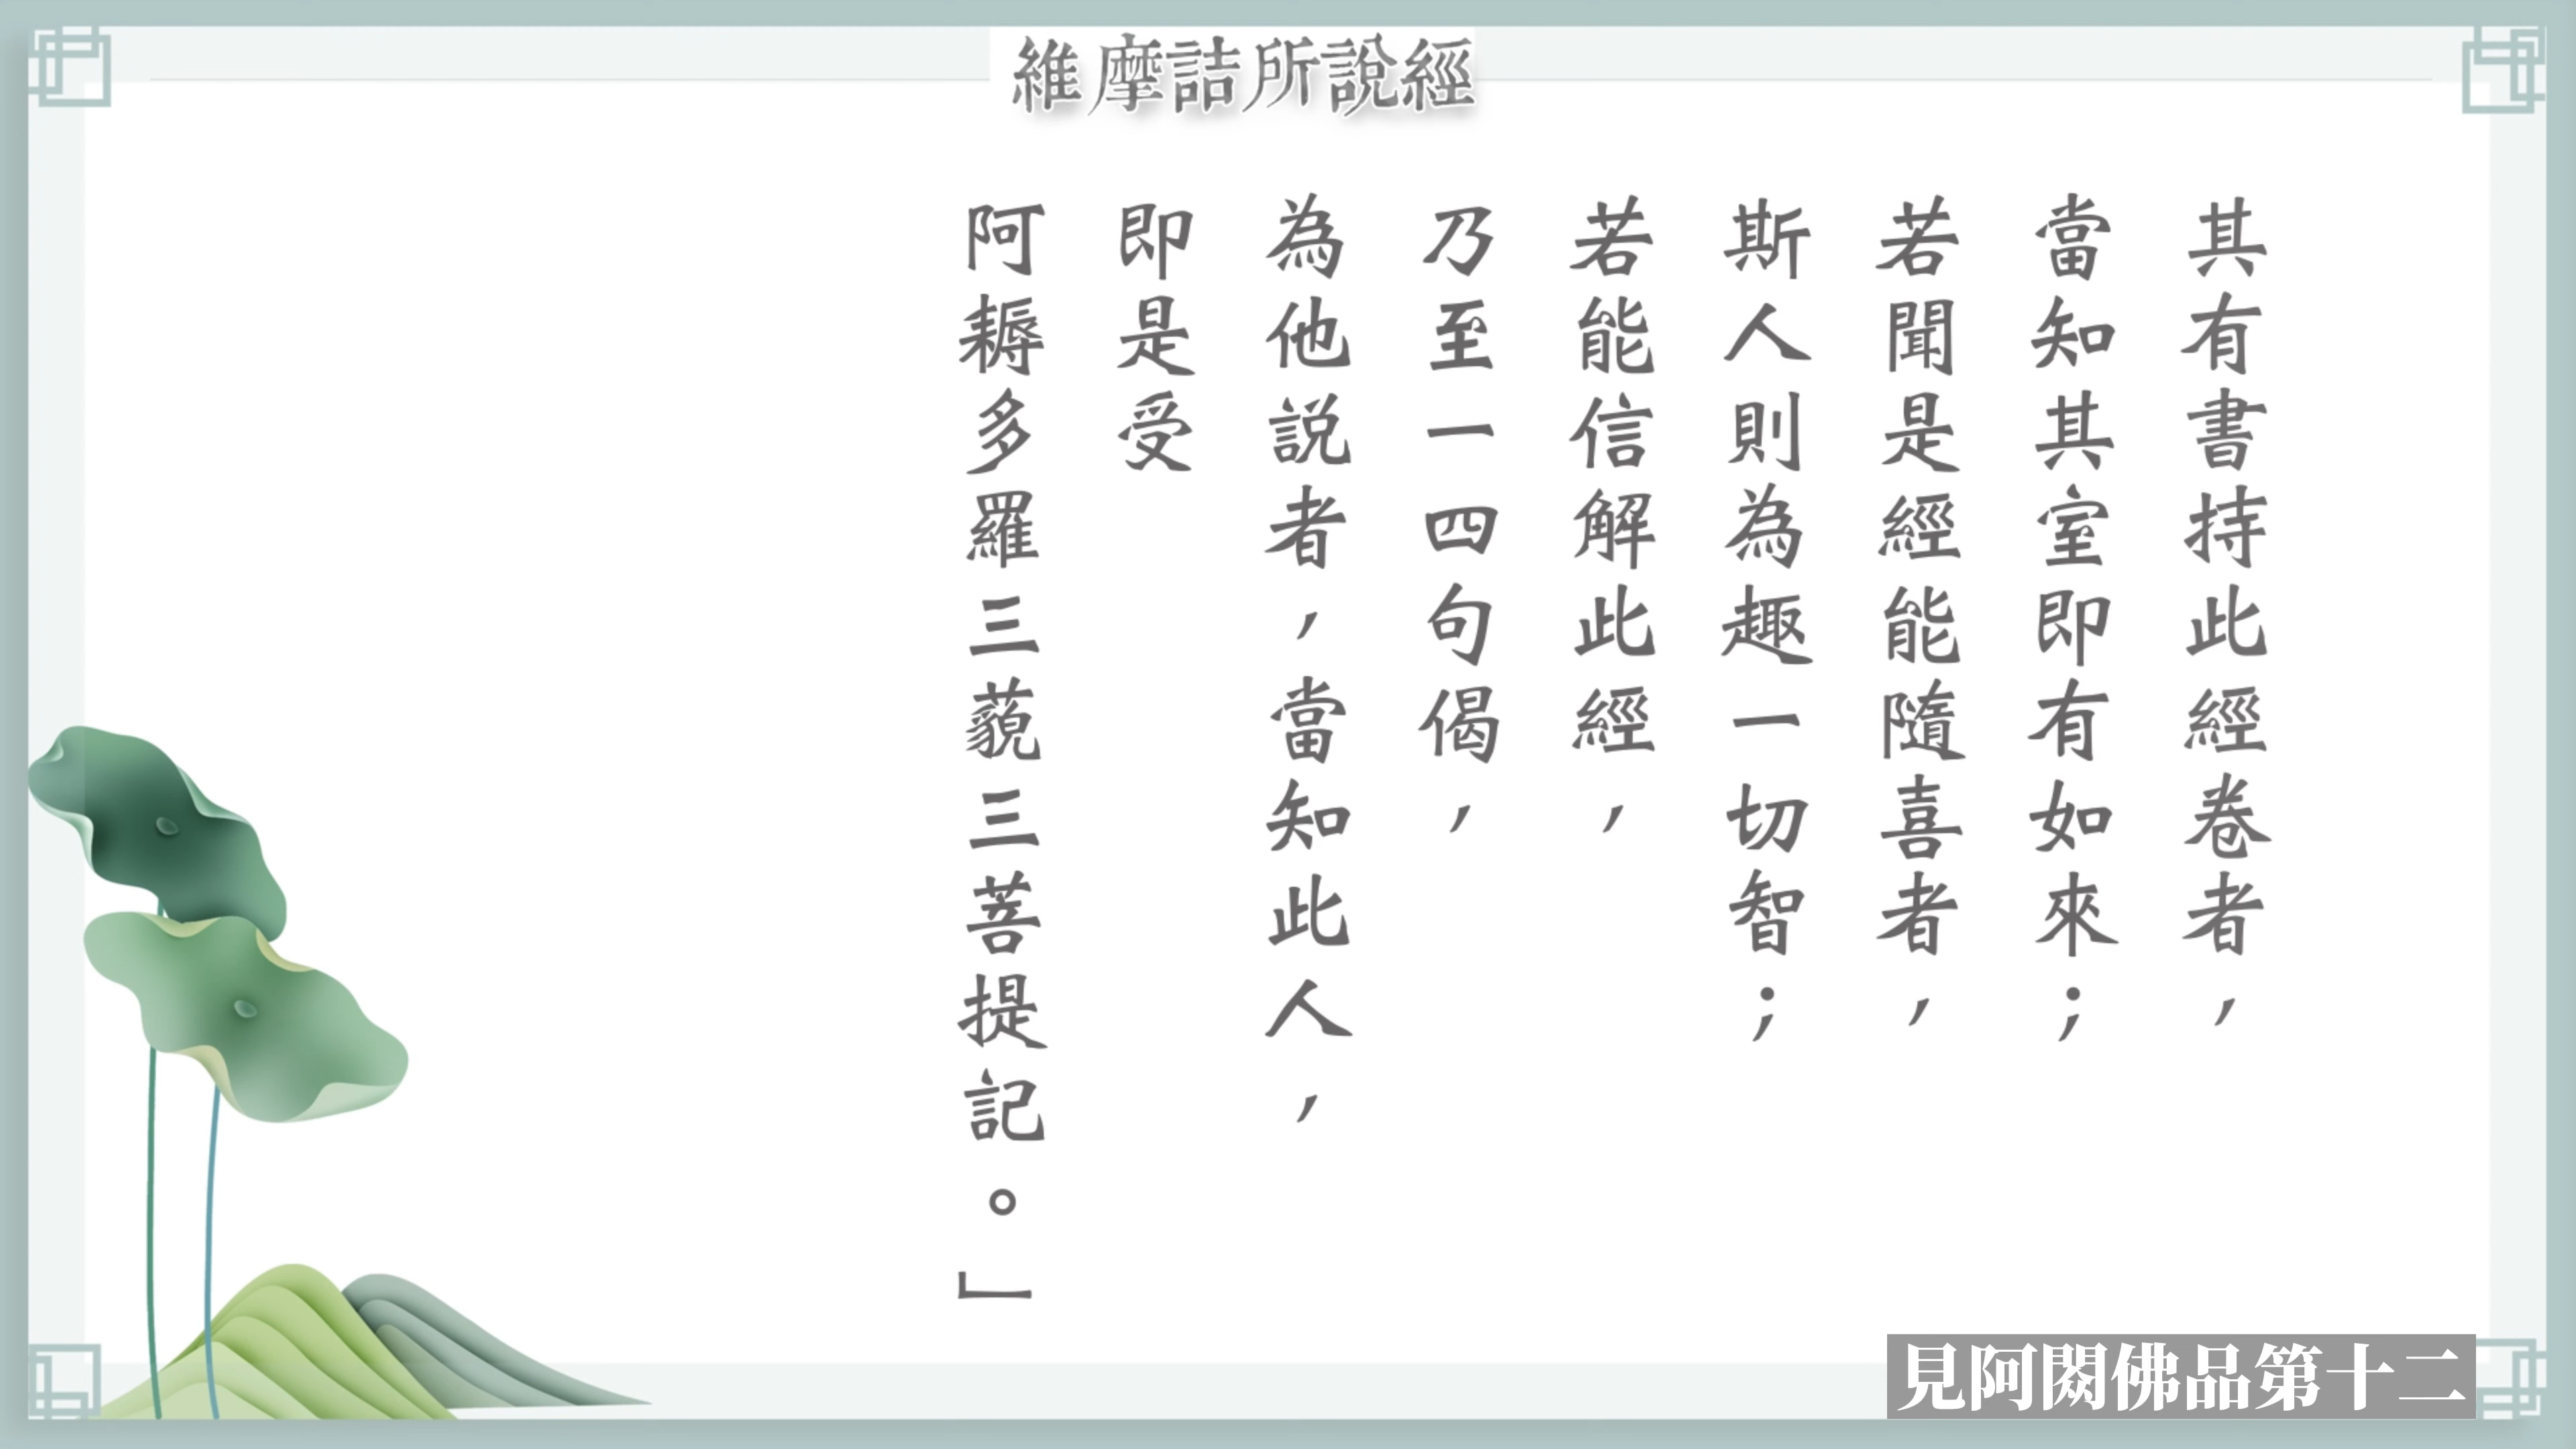 維摩詰所說經
其有書持此經卷者，
當知其室即有如來；
若聞是經能隨喜者，
斯人則為趣一切智；
若能信解此經，
乃至一四句偈，
為他説者，當知此人，
即是受
阿耨多羅三藐三菩提記。」
見阿閦佛品第十二